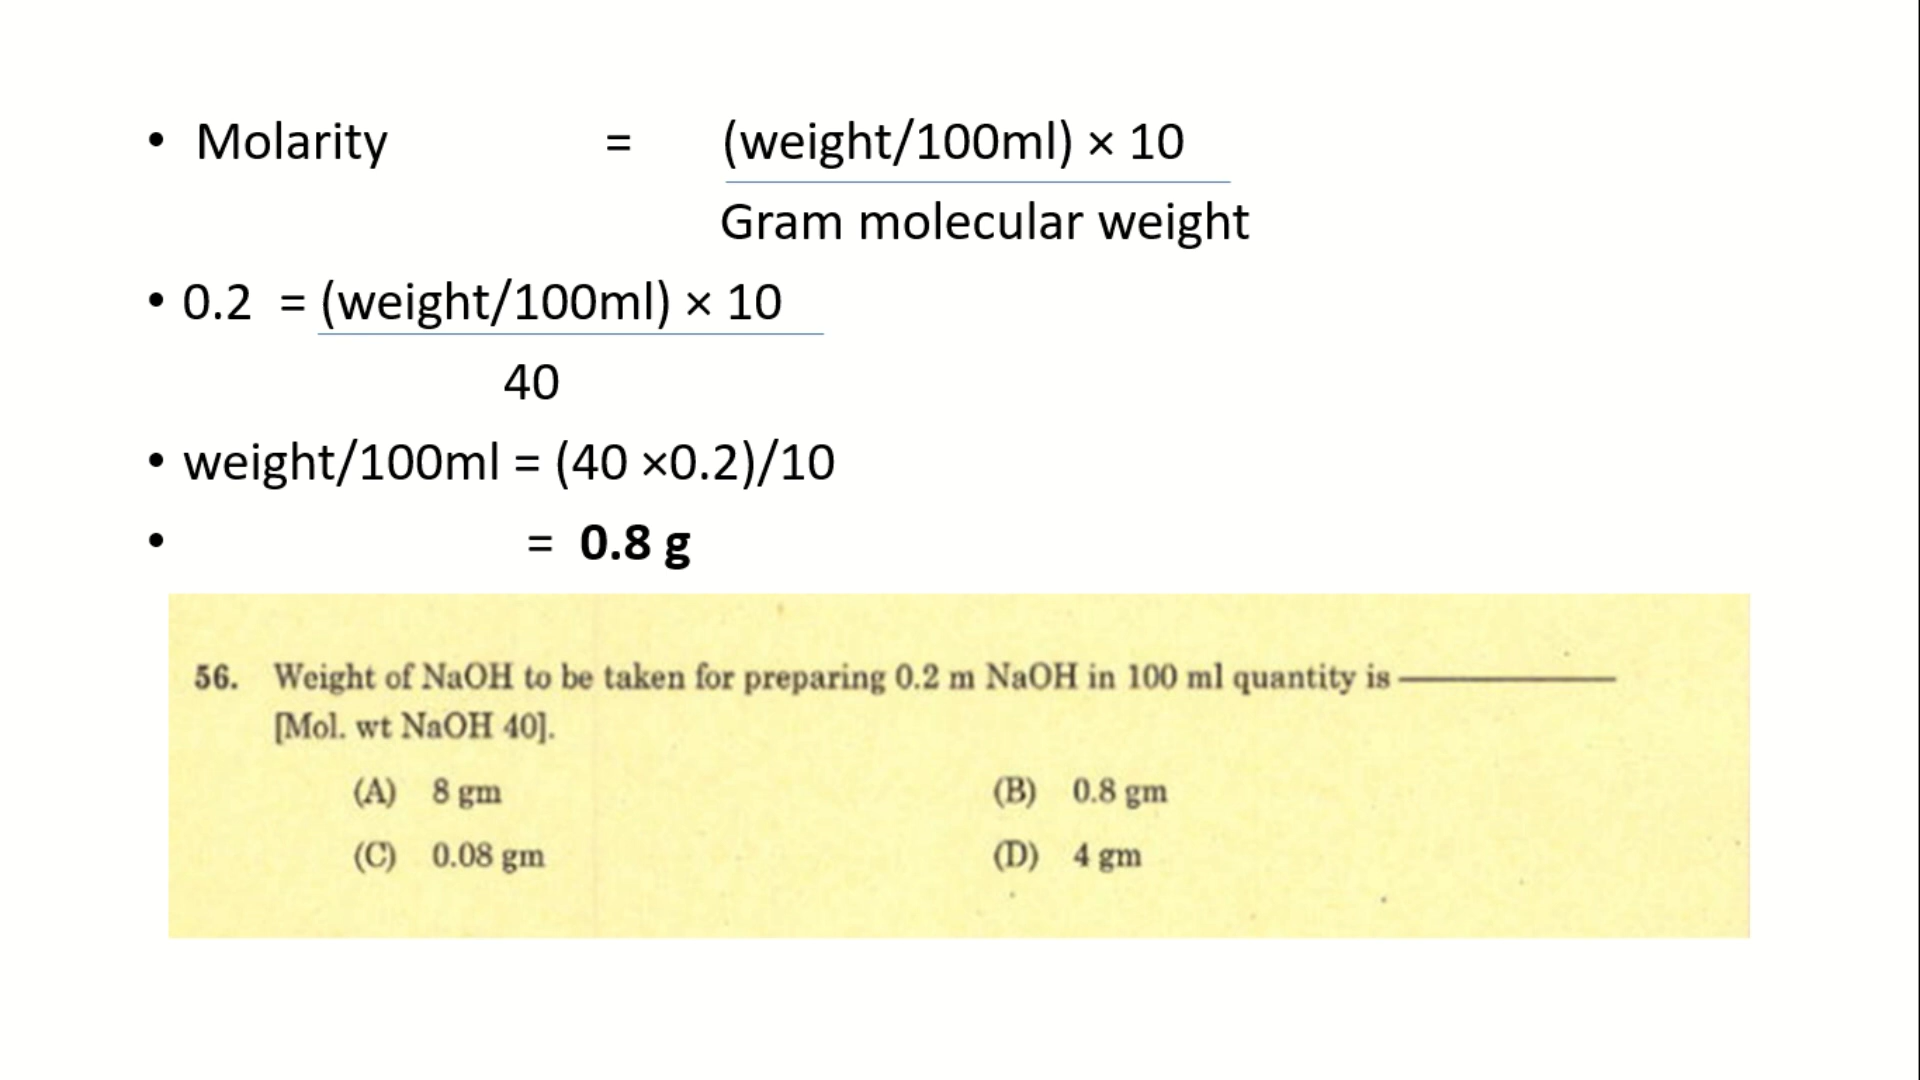 • Molarity = (weight/100ml) × 10
Gram molecular weight
• 0.2 = (weight/100ml) × 10
40
• weight/100ml = (40 ×0.2)/10
• = 0.8 g
56. Weight of NaOH to be taken for preparing 0.2 m NaOH in 100 ml quantity is ————
[Mol. wt NaOH 40].
(A) 8 gm (B) 0.8 gm
(C) 0.08 gm (D) 4 gm